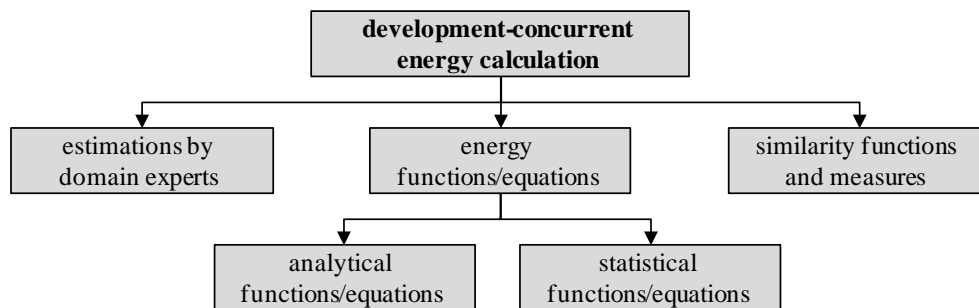 development-concurrent
energy calculation
estimations by
domain experts
energy
functions/equations
similarity functions
and measures
analytical
functions/equations
statistical
functions/equations